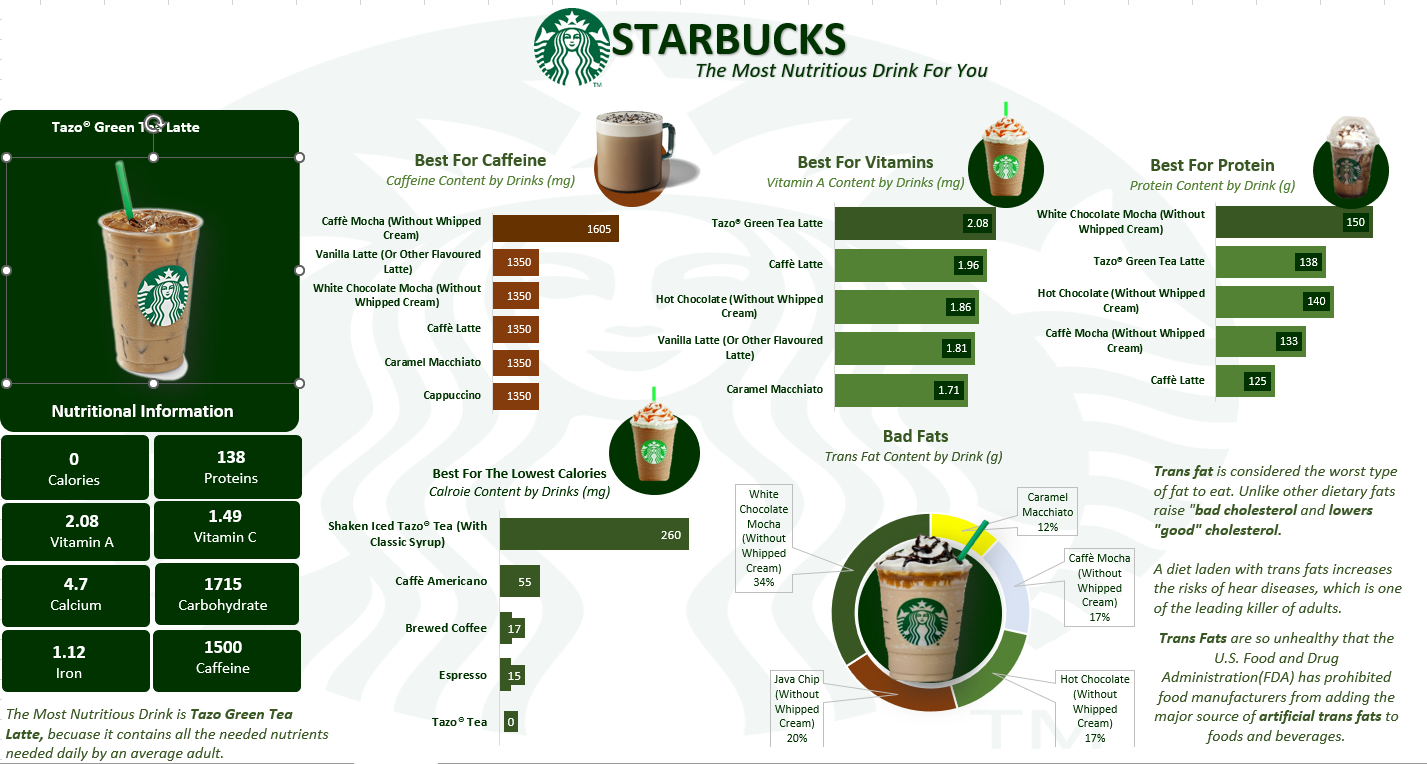 STARBUCKS
The Most Nutritious Drink For You
TM
Tazo® Green Tea Latte
Nutritional Information
0
Calories
138
Proteins
2.08
Vitamin A
1.49
Vitamin C
4.7
Calcium
1715
Carbohydrate
1.12
Iron
1500
Caffeine
The Most Nutritious Drink is Tazo Green Tea
Latte, becuase it contains all the needed nutrients
needed daily by an average adult.
Best For Caffeine
Caffeine Content by Drinks (mg)
Caffè Mocha (Without Whipped
Cream)
1605
Vanilla Latte (Or Other Flavoured
Latte)
1350
White Chocolate Mocha (Without
Whipped Cream)
1350
Caffè Latte
1350
Caramel Macchiato
1350
Cappuccino
1350
Best For Vitamins
Vitamin A Content by Drinks (mg)
Tazo® Green Tea Latte
2.08
Caffè Latte
1.96
Hot Chocolate (Without Whipped
Cream)
1.86
Vanilla Latte (Or Other Flavoured
Latte)
1.81
Caramel Macchiato
1.71
Best For Protein
Protein Content by Drink (g)
White Chocolate Mocha (Without
Whipped Cream)
150
Tazo® Green Tea Latte
138
Hot Chocolate (Without Whipped
Cream)
140
Caffè Mocha (Without Whipped
Cream)
133
Caffè Latte
125
Best For The Lowest Calories
Calroie Content by Drinks (mg)
Shaken Iced Tazo® Tea (With
Classic Syrup)
260
Caffè Americano
55
Brewed Coffee
17
Espresso
15
Tazo® Tea
0
Bad Fats
Trans Fat Content by Drink (g)
White
Chocolate
Mocha
(Without
Whipped
Cream)
34%
Caramel
Macchiato
12%
Caffè Mocha
(Without
Whipped
Cream)
17%
Hot Chocolate
(Without
Whipped
Cream)
17%
Java Chip
(Without
Whipped
Cream)
20%
TM
Trans fat is considered the worst type
of fat to eat. Unlike other dietary fats
raise "bad cholesterol and lowers
"good" cholesterol.
A diet laden with trans fats increases
the risks of hear diseases, which is one
of the leading killer of adults.
Trans Fats are so unhealthy that the
U.S. Food and Drug
Administration(FDA) has prohibited
food manufacturers from adding the
major source of artificial trans fats to
foods and beverages.